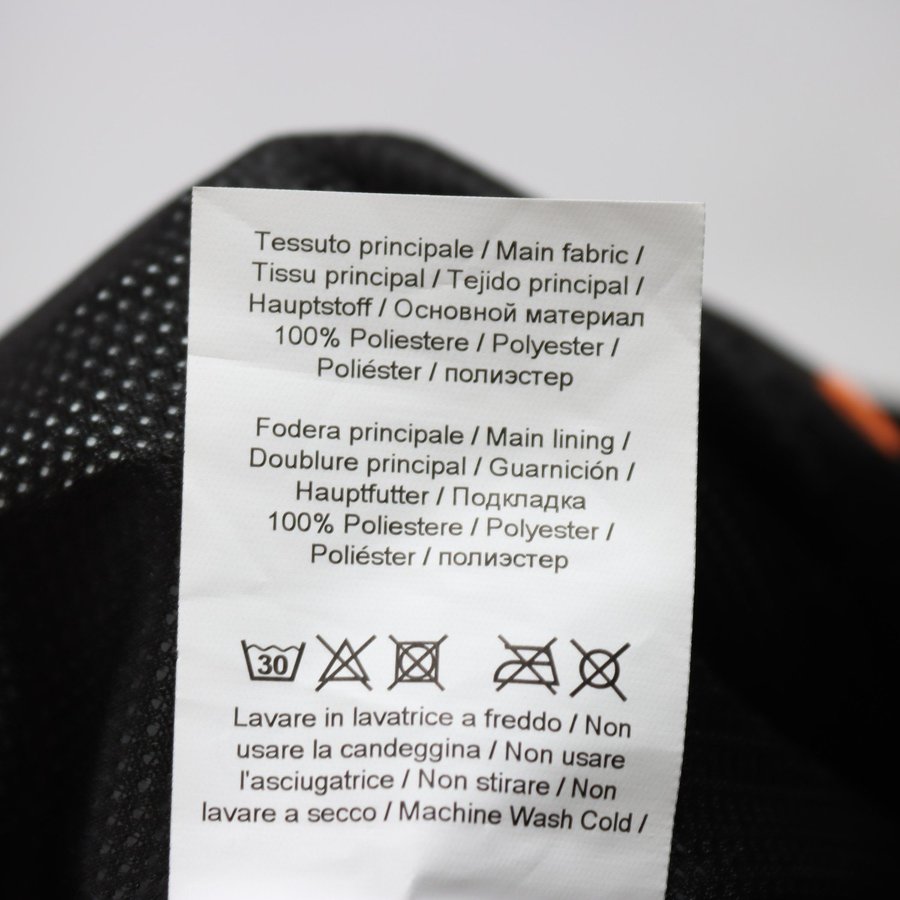 Tessuto principale / Main fabric /
Tissu principal / Tejido principal /
Hauptstoff / Основной материал
100% Poliestere / Polyester /
Poliéster / полиэстер
Fodera principale / Main lining /
Doublure principal / Guarnición /
Hauptfutter / Подкладка
100% Poliestere / Polyester /
Poliéster / полиэстер
30
Lavare in lavatrice a freddo / Non
usare la candeggina / Non usare
l'asciugatrice / Non stirare / Non
lavare a secco / Machine Wash Cold /